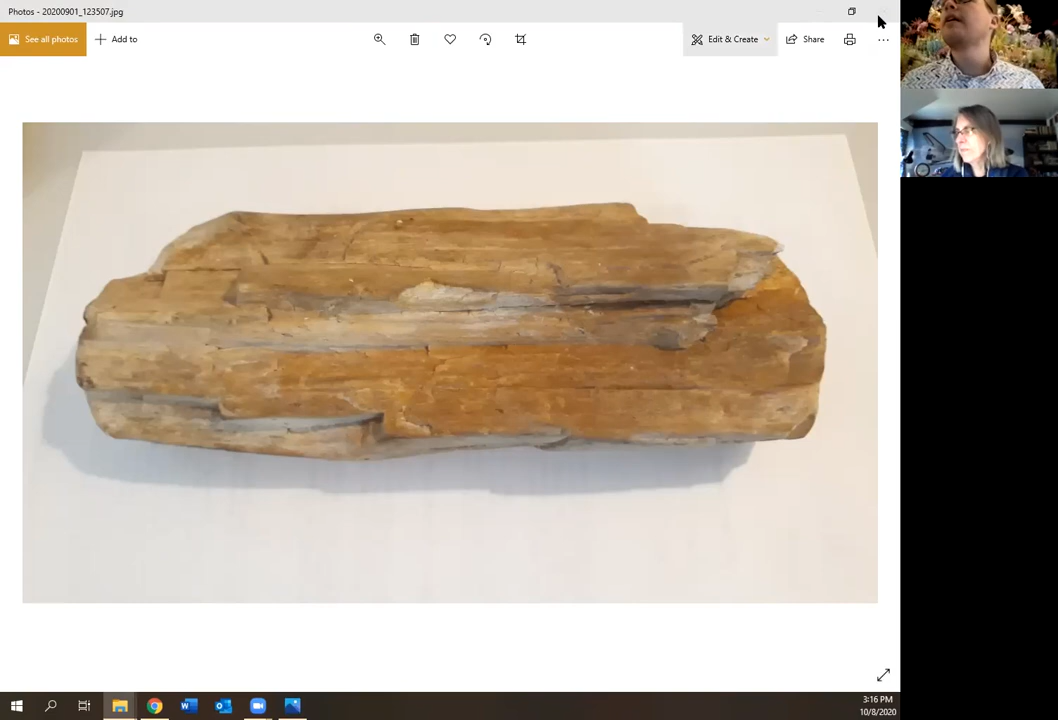 Photos - 20200901_123507.jpg
See all photos
Add to
Edit & Create
Share
3:16 PM
10/8/2020